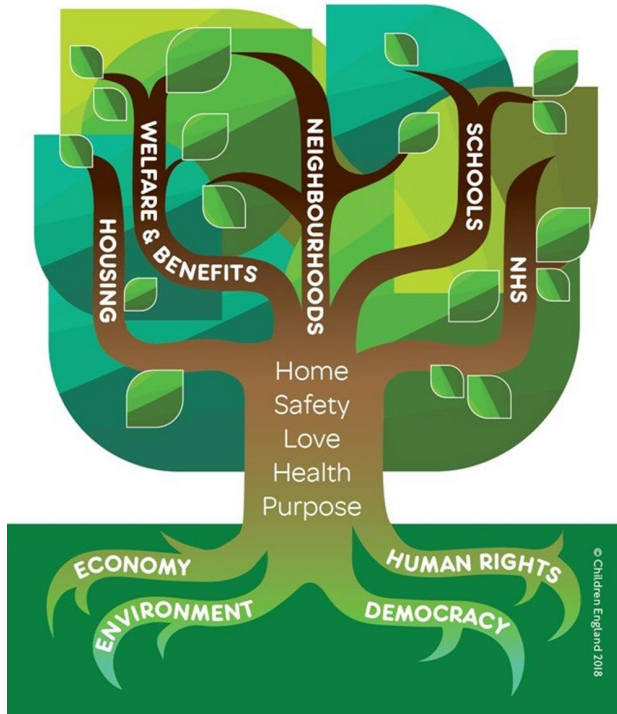 HOUSING
WELFARE & BENEFITS
NEIGHBOURHOODS
SCHOOLS
NHS
Home
Safety
Love
Health
Purpose
ECONOMY
ENVIRONMENT
HUMAN RIGHTS
DEMOCRACY
© Children England 2018